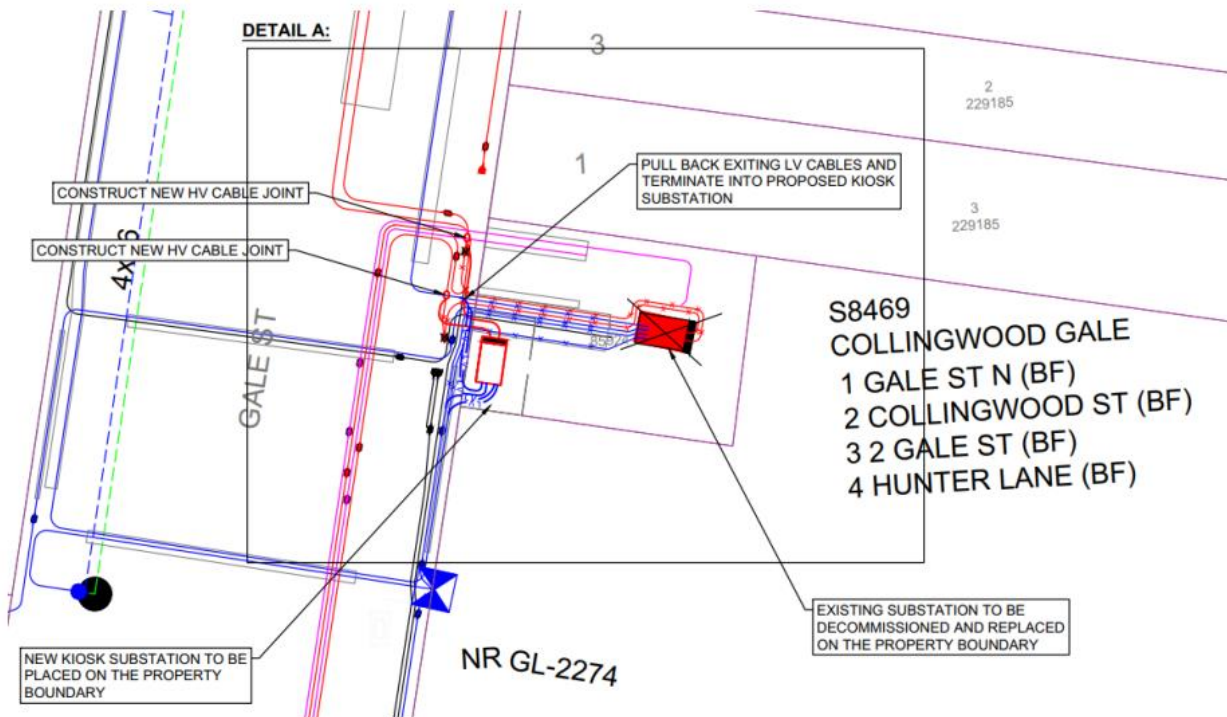 DETAIL A:
3
2
229185
1
PULL BACK EXITING LV CABLES AND
TERMINATE INTO PROPOSED KIOSK
SUBSTATION
CONSTRUCT NEW HV CABLE JOINT
3
229185
CONSTRUCT NEW HV CABLE JOINT
GALE ST
S8469
COLLINGWOOD GALE
1 GALE ST N (BF)
2 COLLINGWOOD ST (BF)
3 2 GALE ST (BF)
4 HUNTER LANE (BF)
EXISTING SUBSTATION TO BE
DECOMMISSIONED AND REPLACED
ON THE PROPERTY BOUNDARY
NEW KIOSK SUBSTATION TO BE
PLACED ON THE PROPERTY
BOUNDARY
NR GL-2274